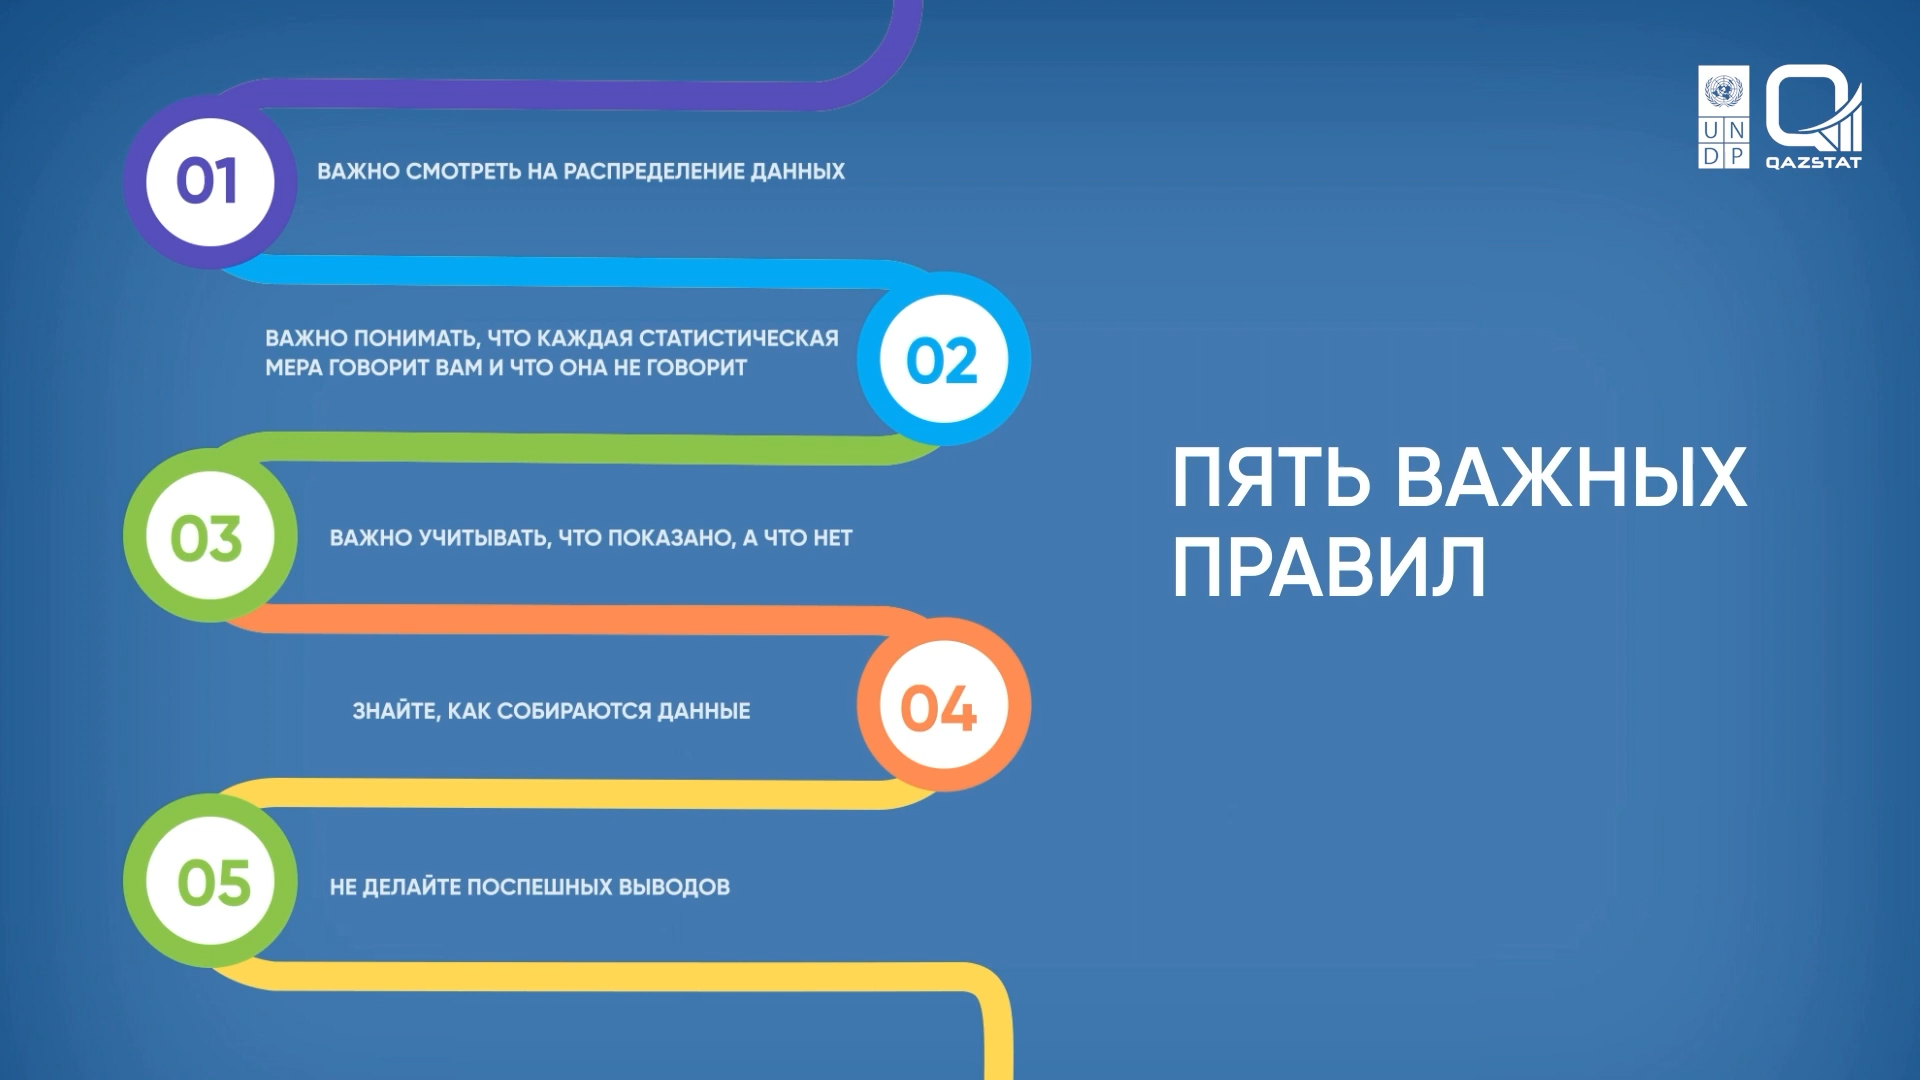 01
ВАЖНО СМОТРЕТЬ НА РАСПРЕДЕЛЕНИЕ ДАННЫХ
ВАЖНО ПОНИМАТЬ, ЧТО КАЖДАЯ СТАТИСТИЧЕСКАЯ
МЕРА ГОВОРИТ ВАМ И ЧТО ОНА НЕ ГОВОРИТ
02
03
ВАЖНО УЧИТЫВАТЬ, ЧТО ПОКАЗАНО, А ЧТО НЕТ
ЗНАЙТЕ, КАК СОБИРАЮТСЯ ДАННЫЕ
04
05
НЕ ДЕЛАЙТЕ ПОСПЕШНЫХ ВЫВОДОВ
ПЯТЬ ВАЖНЫХ
ПРАВИЛ
UN
DP
QAZSTAT